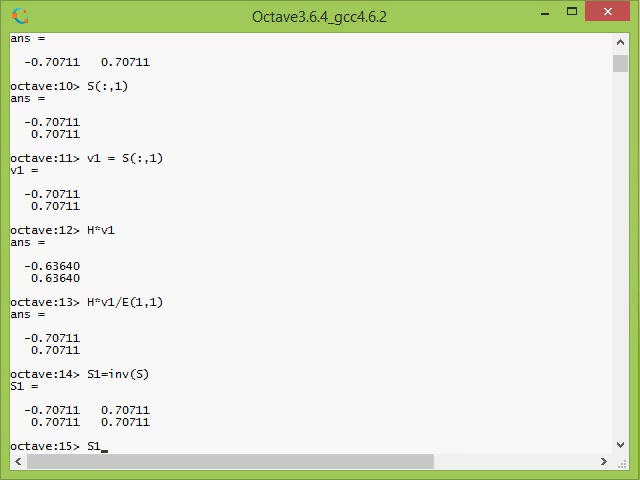 Octave3.6.4_gcc4.6.2
ans =
-0.70711 0.70711
octave:10> S(:,1)
ans =
-0.70711
0.70711
octave:11> v1 = S(:,1)
v1 =
-0.70711
0.70711
octave:12> H*v1
ans =
-0.63640
0.63640
octave:13> H*v1/E(1,1)
ans =
-0.70711
0.70711
octave:14> S1=inv(S)
S1 =
-0.70711 0.70711
0.70711 0.70711
octave:15> S1